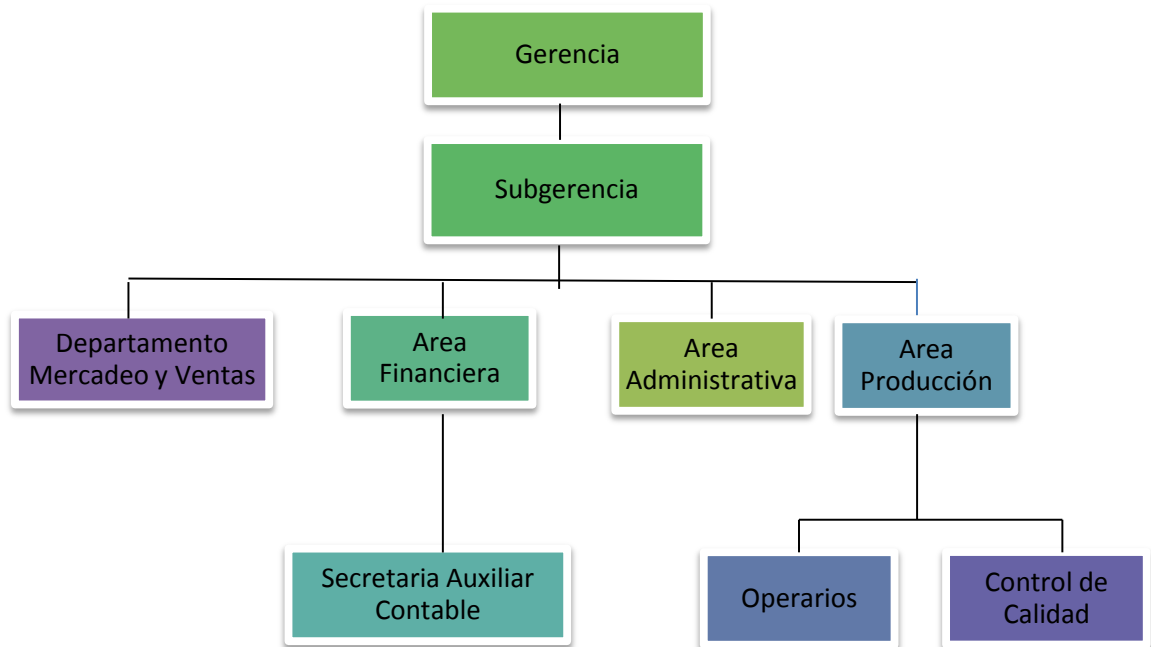 Gerencia
Subgerencia
Departamento
Mercadeo y Ventas
Area
Financiera
Area
Administrativa
Area
Producción
Secretaria Auxiliar
Contable
Operarios
Control de
Calidad